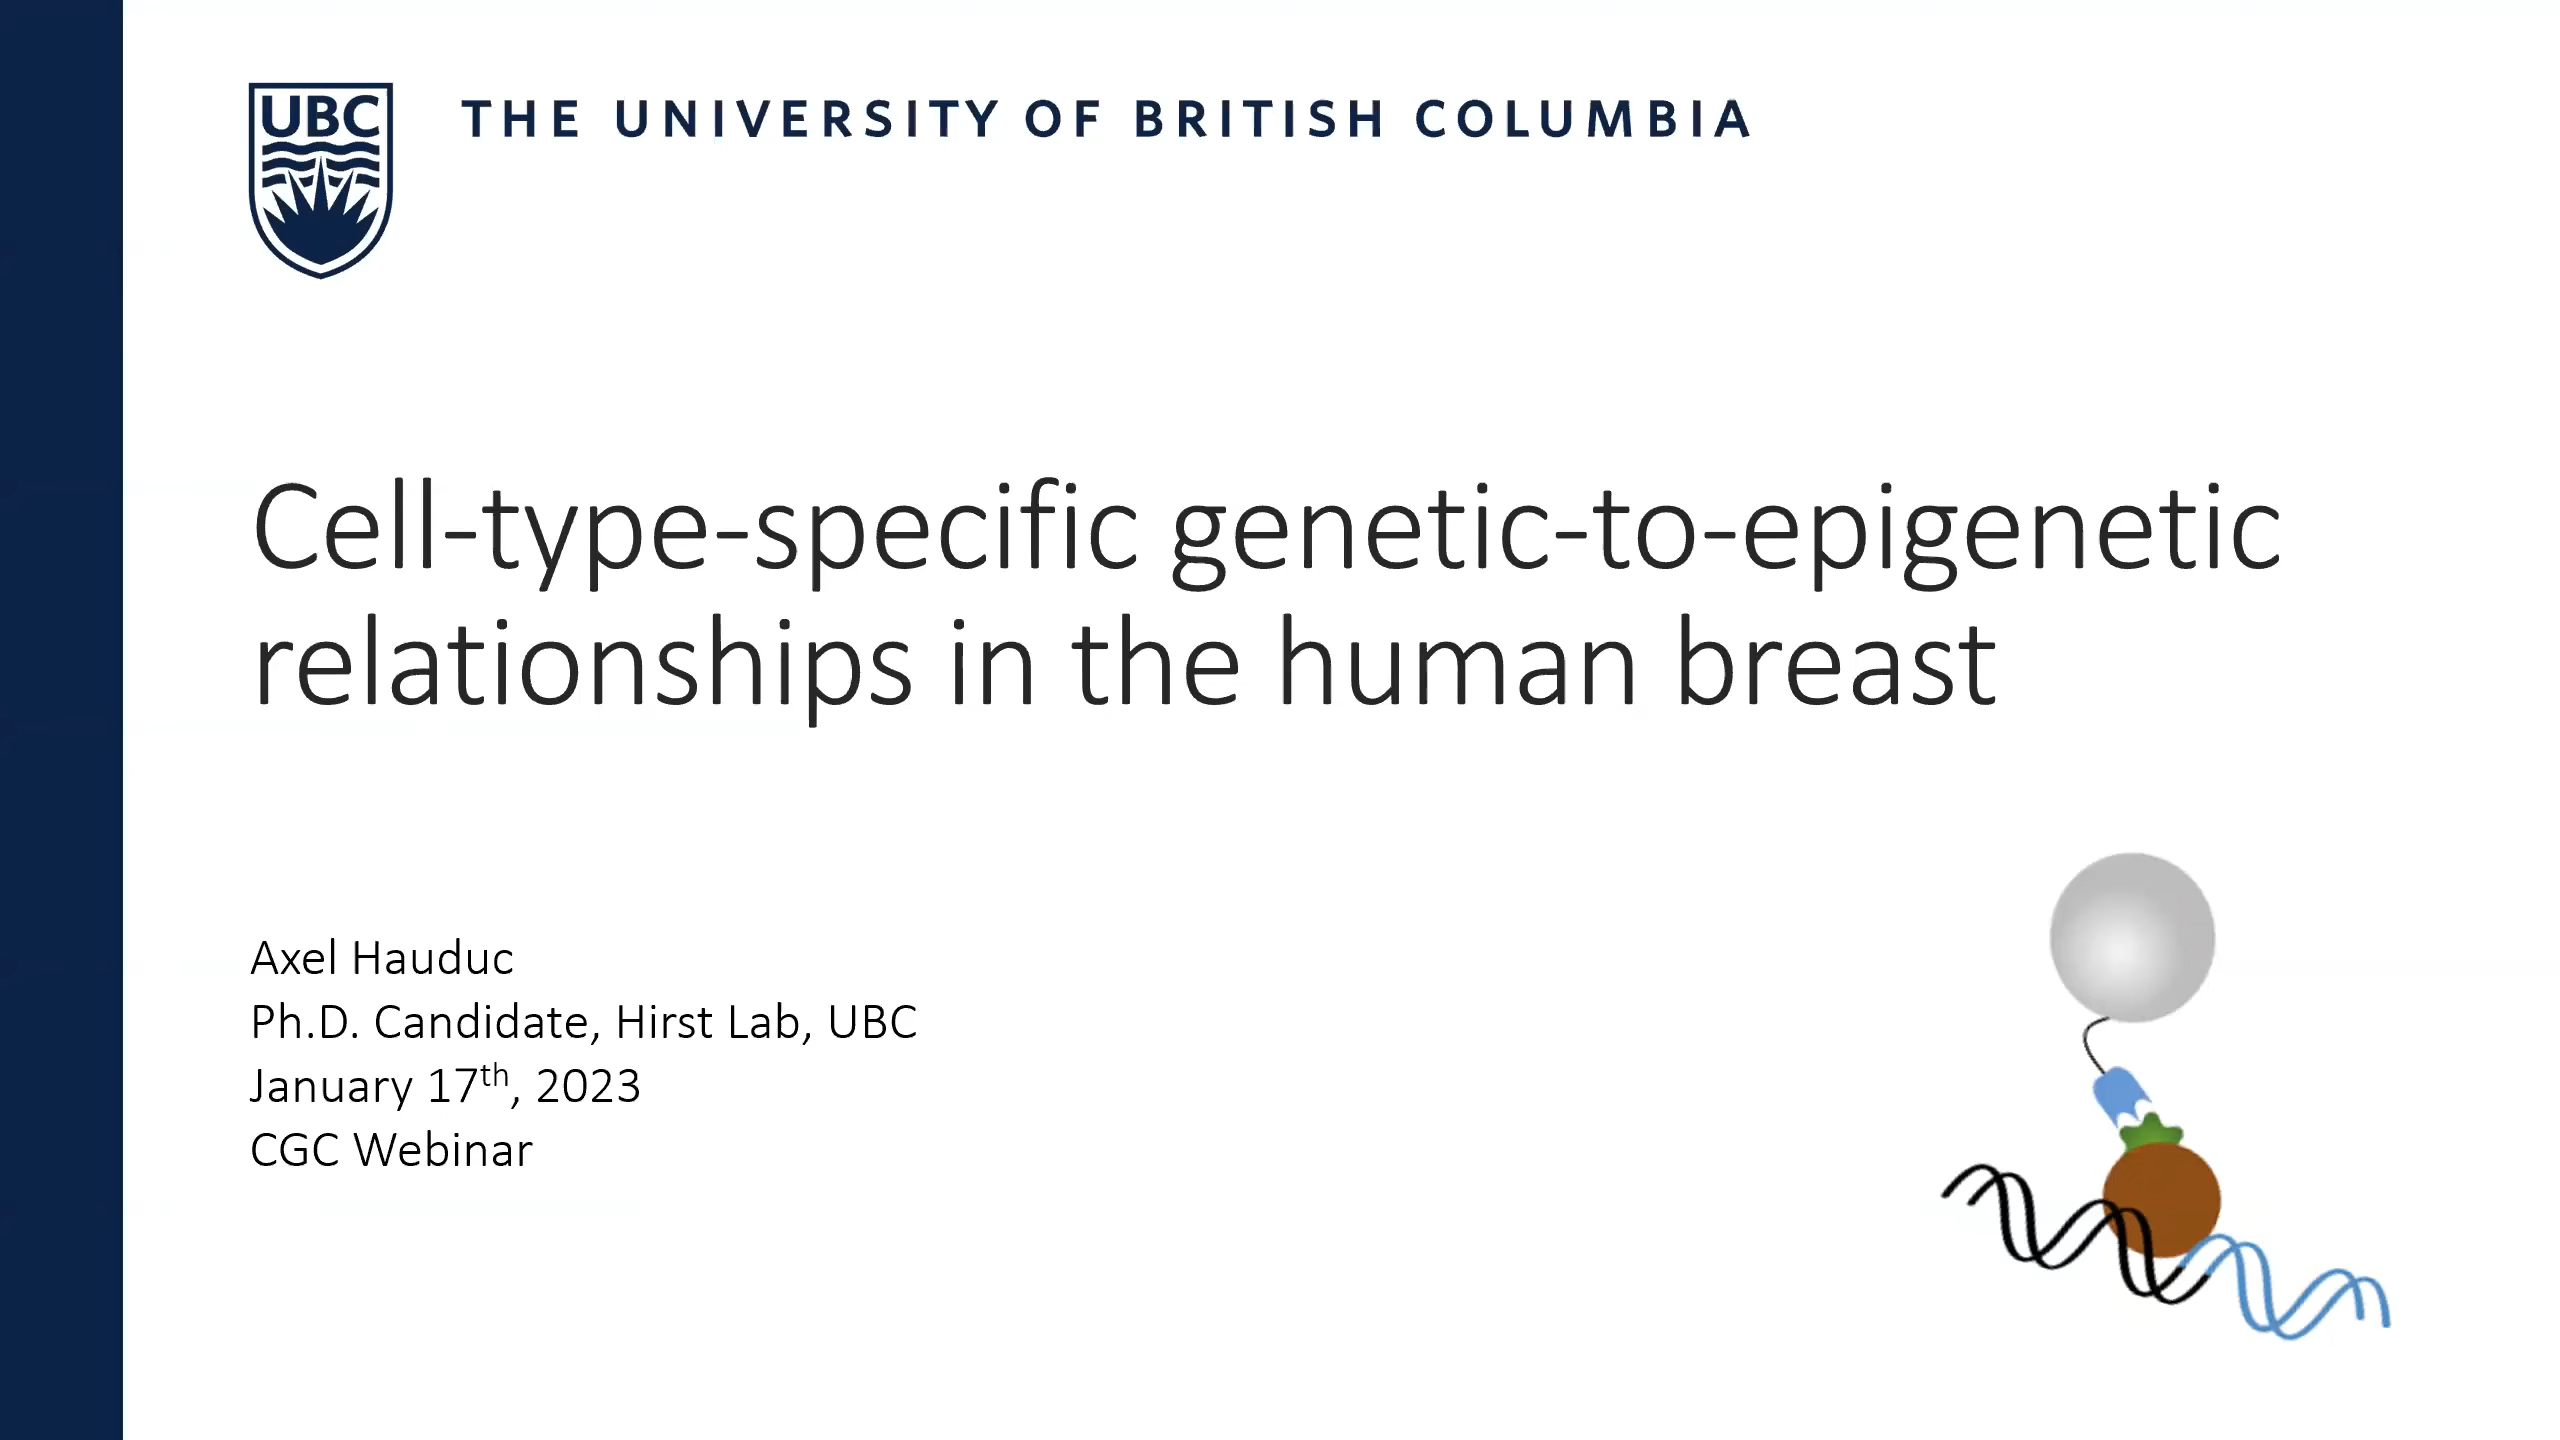 UBC
THE UNIVERSITY OF BRITISH COLUMBIA
Cell-type-specific genetic-to-epigenetic
relationships in the human breast
Axel Hauduc
Ph.D. Candidate, Hirst Lab, UBC
January 17th, 2023
CGC Webinar